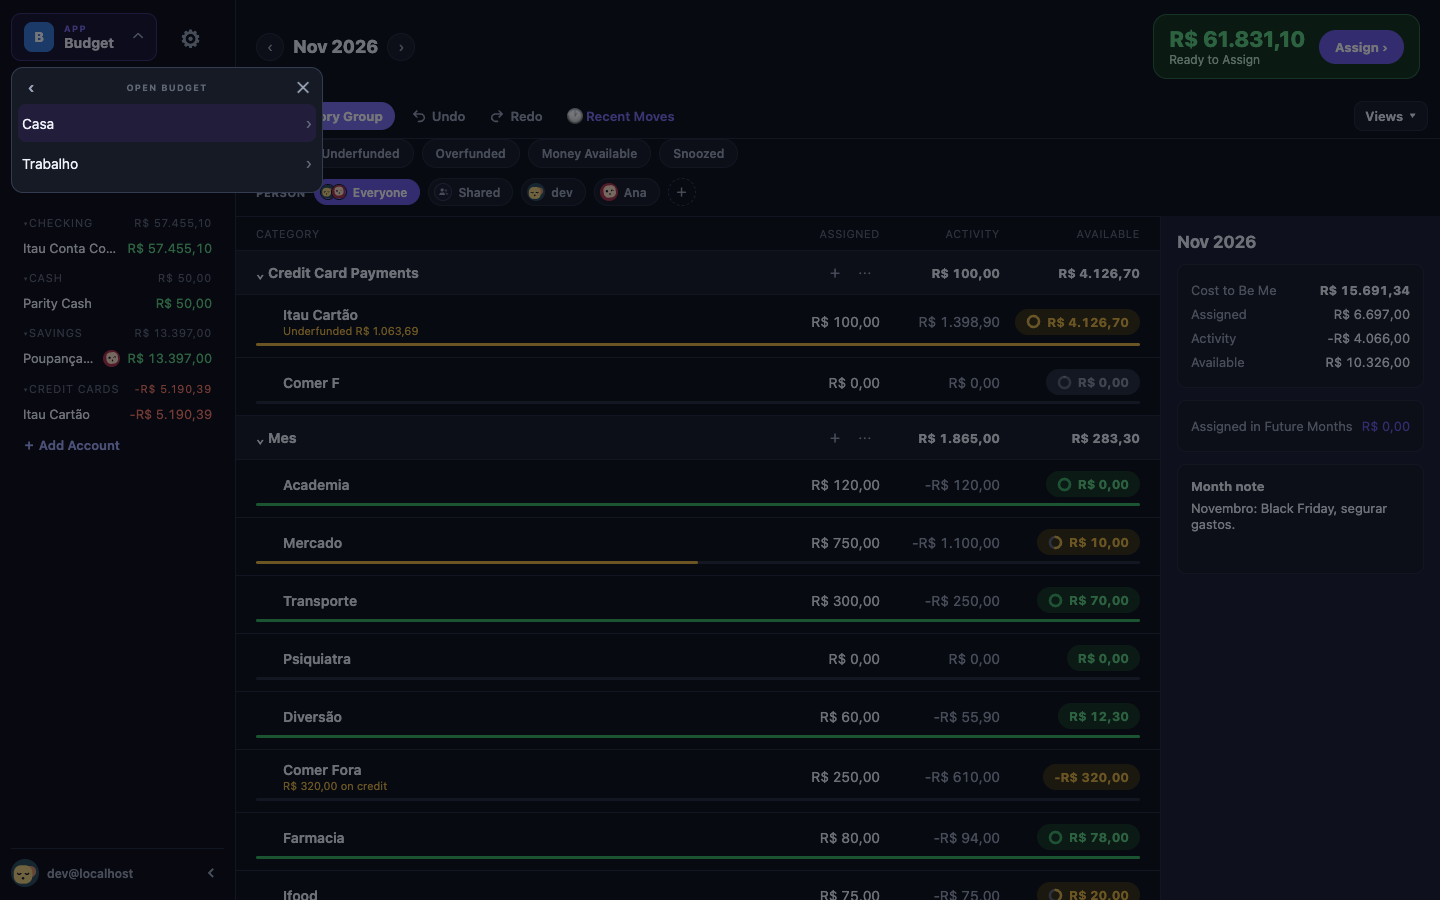 B
APP
Budget
OPEN BUDGET
Casa
Trabalho
CHECKING R$ 57.455,10
Itau Conta Co... R$ 57.455,10
CASH R$ 50,00
Parity Cash R$ 50,00
SAVINGS R$ 13.397,00
Poupança... R$ 13.397,00
CREDIT CARDS -R$ 5.190,39
Itau Cartão -R$ 5.190,39
+ Add Account
dev@localhost
Nov 2026
R$ 61.831,10
Ready to Assign
Assign ›
ory Group Undo Redo Recent Moves Views
Underfunded Overfunded Money Available Snoozed
PERSON Everyone Shared dev Ana +
CATEGORY ASSIGNED ACTIVITY AVAILABLE
Credit Card Payments + ... R$ 100,00 R$ 4.126,70
Itau Cartão R$ 100,00 R$ 1.398,90 R$ 4.126,70
Underfunded R$ 1.063,69
Comer F R$ 0,00 R$ 0,00 R$ 0,00
Mes + ... R$ 1.865,00 R$ 283,30
Academia R$ 120,00 -R$ 120,00 R$ 0,00
Mercado R$ 750,00 -R$ 1.100,00 R$ 10,00
Transporte R$ 300,00 -R$ 250,00 R$ 70,00
Psiquiatra R$ 0,00 R$ 0,00 R$ 0,00
Diversão R$ 60,00 -R$ 55,90 R$ 12,30
Comer Fora R$ 250,00 -R$ 610,00 -R$ 320,00
R$ 320,00 on credit
Farmacia R$ 80,00 -R$ 94,00 R$ 78,00
Ifood R$ 75,00 -R$ 75,00 R$ 20,00
Nov 2026
Cost to Be Me R$ 15.691,34
Assigned R$ 6.697,00
Activity -R$ 4.066,00
Available R$ 10.326,00
Assigned in Future Months R$ 0,00
Month note
Novembro: Black Friday, segurar
gastos.